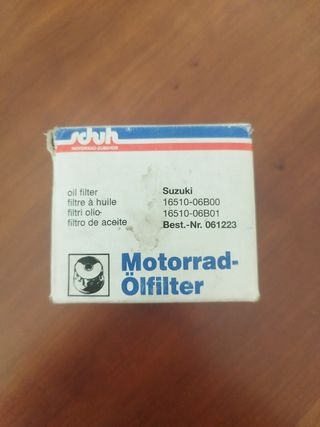 schuh
MOTORRAD-ZUBEHÖR
oil filter
filtre à huile
filtri olio
filtro de aceite
Suzuki
16510-06B00
16510-06B01
Best.-Nr. 061223
Motorrad-
Ölfilter